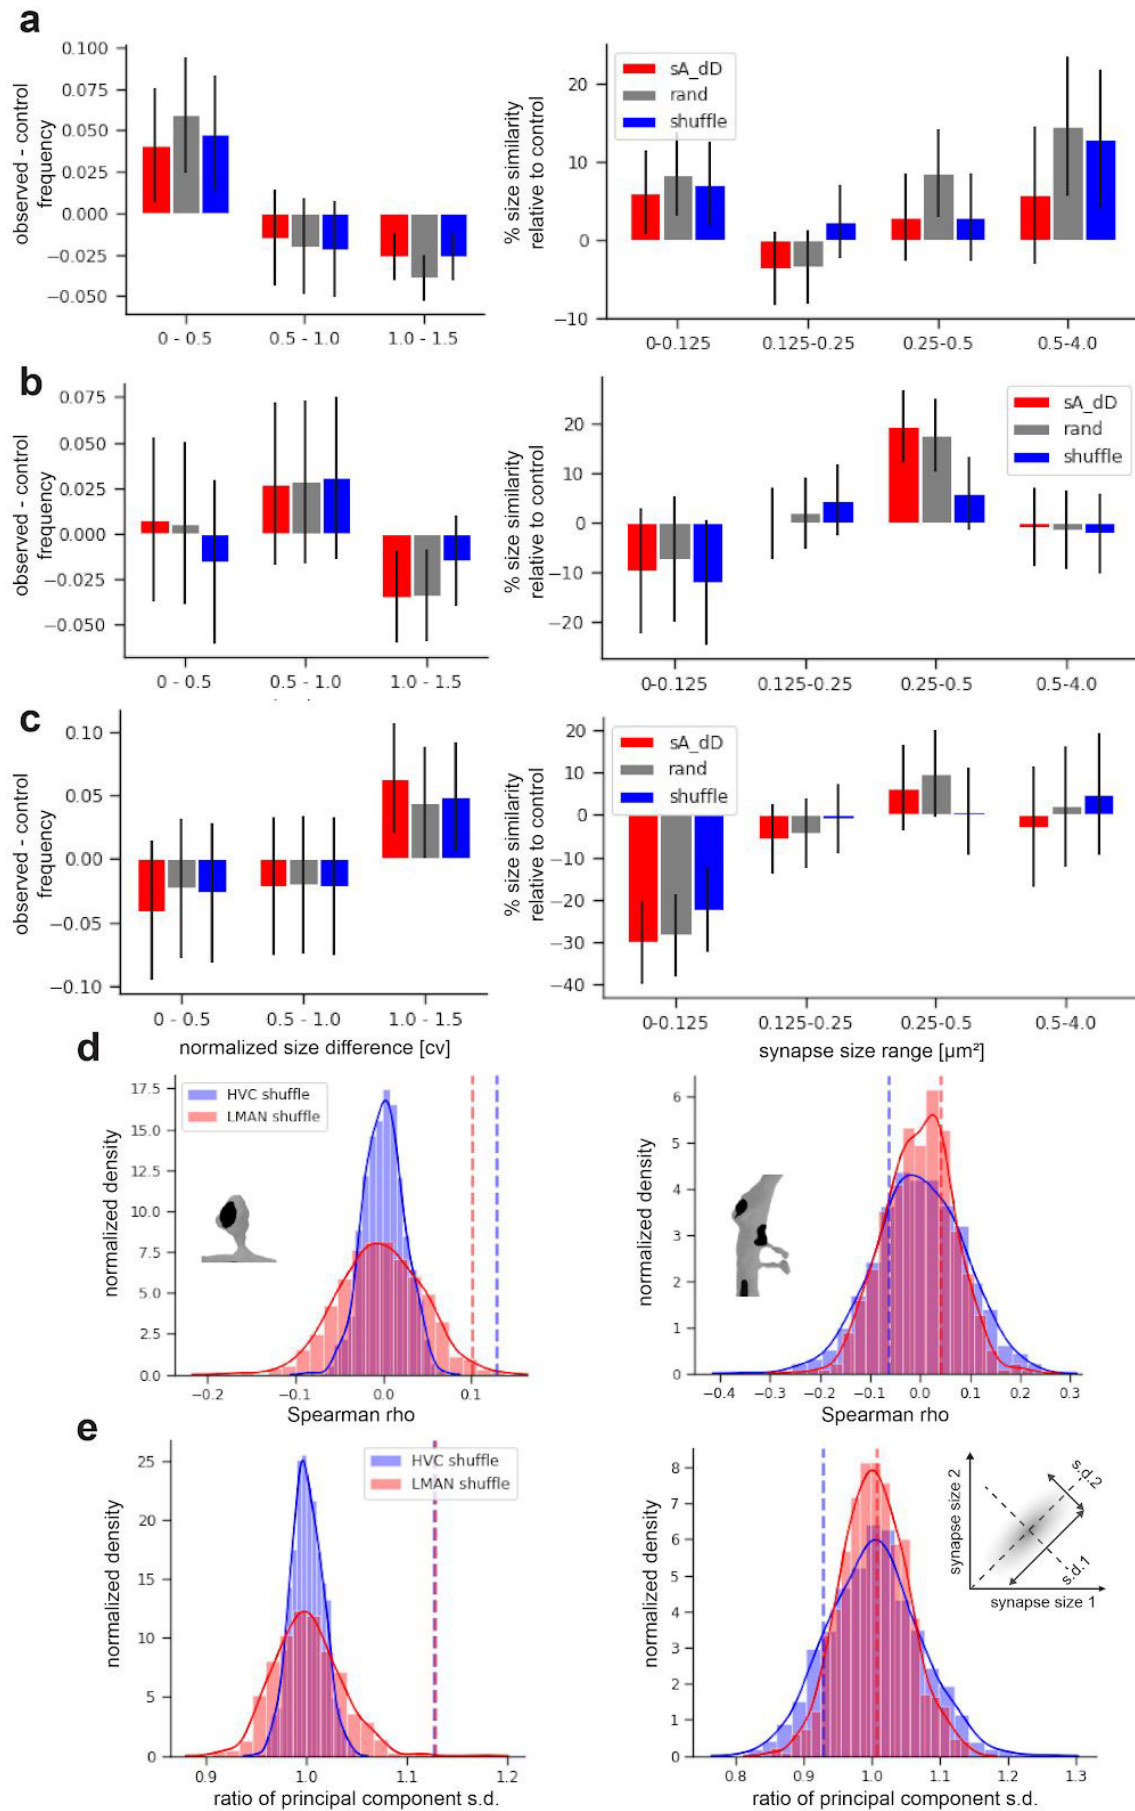 a
observed - control
frequency
0.100
0.075
0.050
0.025
0.000
−0.025
−0.050
0 - 0.5
0.5 - 1.0
1.0 - 1.5
% size similarity
relative to control
sA_dD
rand
shuffle
20
10
0
−10
0-0.125
0.125-0.25
0.25-0.5
0.5-4.0
b
observed - control
frequency
0.075
0.050
0.025
0.000
−0.025
−0.050
0 - 0.5
0.5 - 1.0
1.0 - 1.5
% size similarity
relative to control
sA_dD
rand
shuffle
20
10
0
−10
−20
0-0.125
0.125-0.25
0.25-0.5
0.5-4.0
c
observed - control
frequency
0.10
0.05
0.00
−0.05
−0.10
0 - 0.5
0.5 - 1.0
1.0 - 1.5
normalized size difference [cv]
% size similarity
relative to control
sA_dD
rand
shuffle
20
10
0
−10
−20
−30
−40
0-0.125
0.125-0.25
0.25-0.5
0.5-4.0
synapse size range [µm²]
d
normalized density
17.5
15.0
12.5
10.0
7.5
5.0
2.5
0.0
HVC shuffle
LMAN shuffle
−0.2
−0.1
0.0
0.1
Spearman rho
normalized density
6
5
4
3
2
1
0
−0.4
−0.3
−0.2
−0.1
0.0
0.1
0.2
0.3
Spearman rho
e
normalized density
25
20
15
10
5
0
HVC shuffle
LMAN shuffle
0.9
1.0
1.1
1.2
ratio of principal component s.d.
normalized density
8
7
6
5
4
3
2
1
0
0.8
0.9
1.0
1.1
1.2
1.3
ratio of principal component s.d.
synapse size 2
s.d.2
s.d.1
synapse size 1